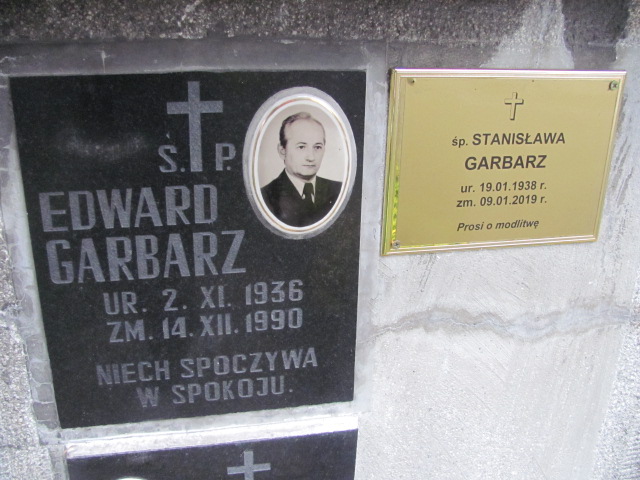 Ś. P.
EDWARD
GARBARZ
UR. 2. XI. 1936
ZM. 14. XII. 1990
NIECH SPOCZYWA
W SPOKOJU.
śp. STANISŁAWA
GARBARZ
ur. 19.01.1938 r.
zm. 09.01.2019 r.
Prosi o modlitwę